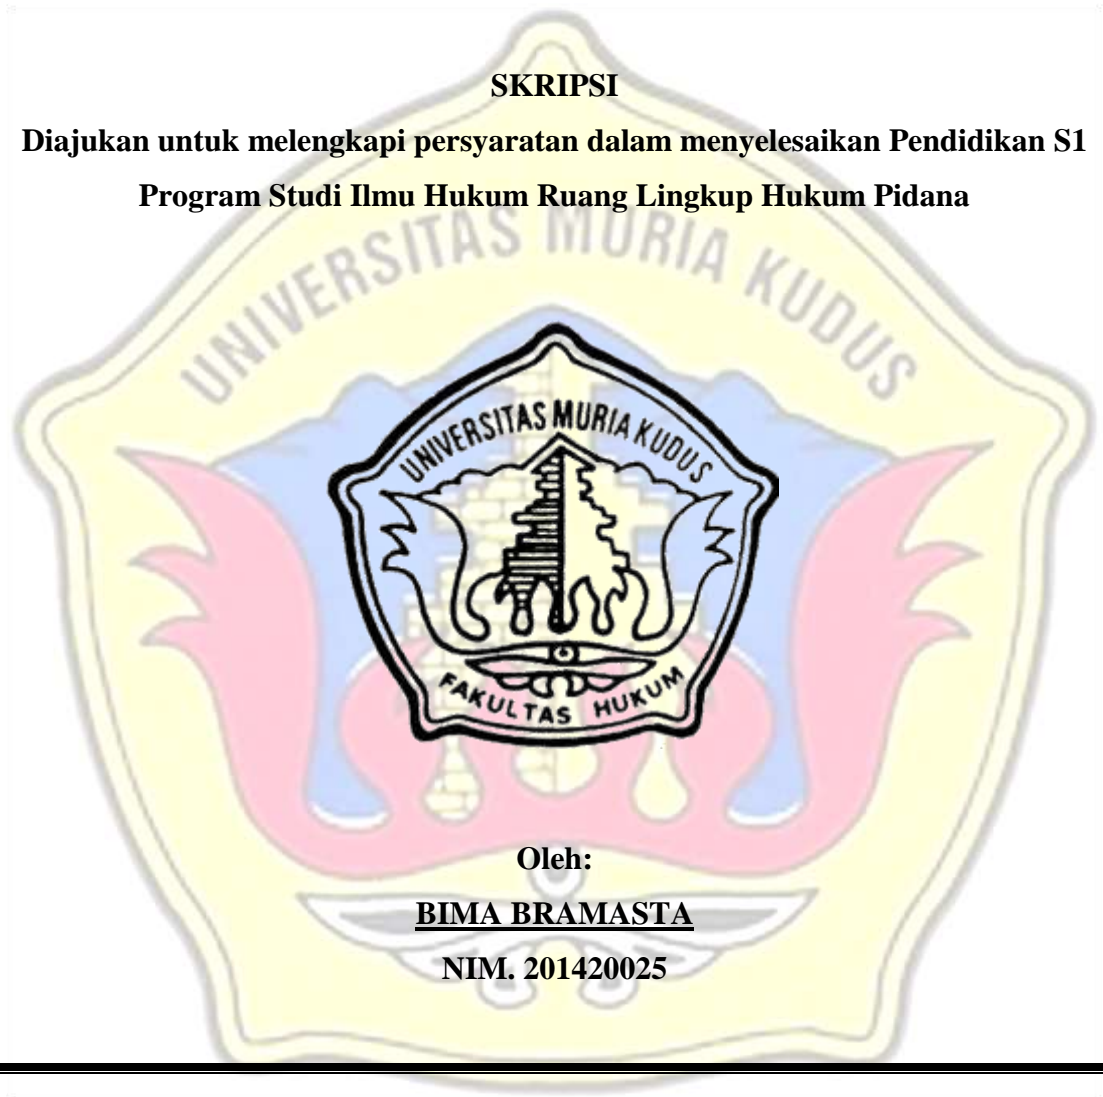 SKRIPSI
Diajukan untuk melengkapi persyaratan dalam menyelesaikan Pendidikan S1
Program Studi Ilmu Hukum Ruang Lingkup Hukum Pidana
UNIVERSITAS MURIA KUDUS
UNIVERSITAS MURIA KUDUS
FAKULTAS HUKUM
Oleh:
BIMA BRAMASTA
NIM. 201420025